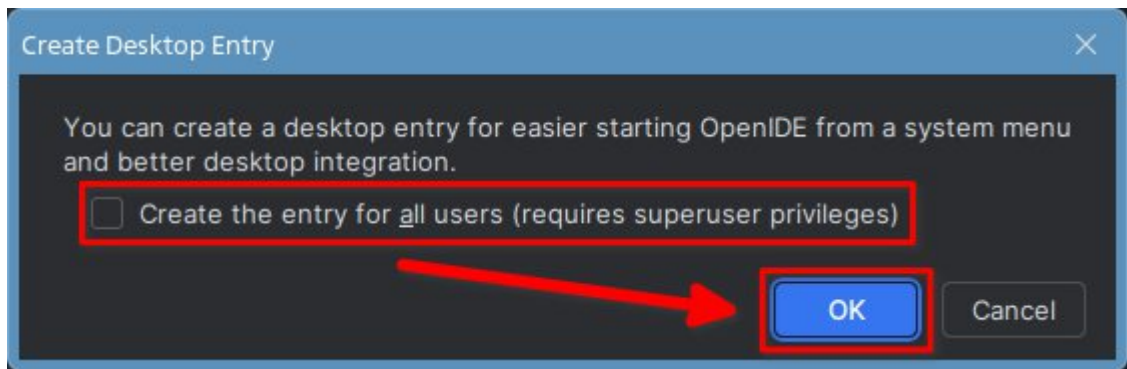 Create Desktop Entry
You can create a desktop entry for easier starting OpenIDE from a system menu
and better desktop integration.
Create the entry for all users (requires superuser privileges)
OK
Cancel